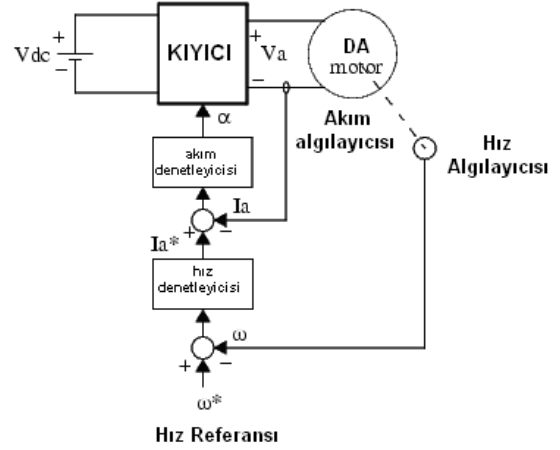 +
Vdc
−
KIYICI
+
Va
−
DA
motor
α
Akım
algılayıcısı
Hız
Algılayıcısı
akım
denetleyicisi
Ia
+
−
Ia*
hız
denetleyicisi
ω
+
−
ω*
Hız Referansı